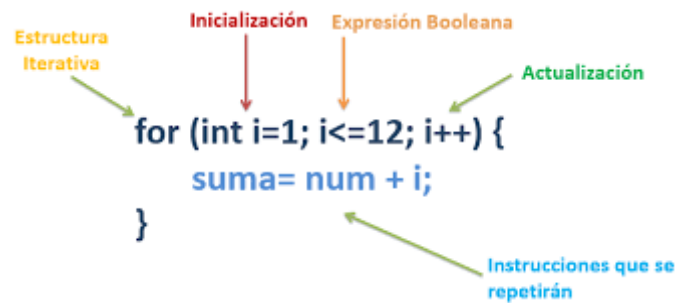 Inicialización
Expresión Booleana
Estructura
Iterativa
Actualización
for (int i=1; i<=12; i++) {
suma= num + i;
}
Instrucciones que se
repetirán